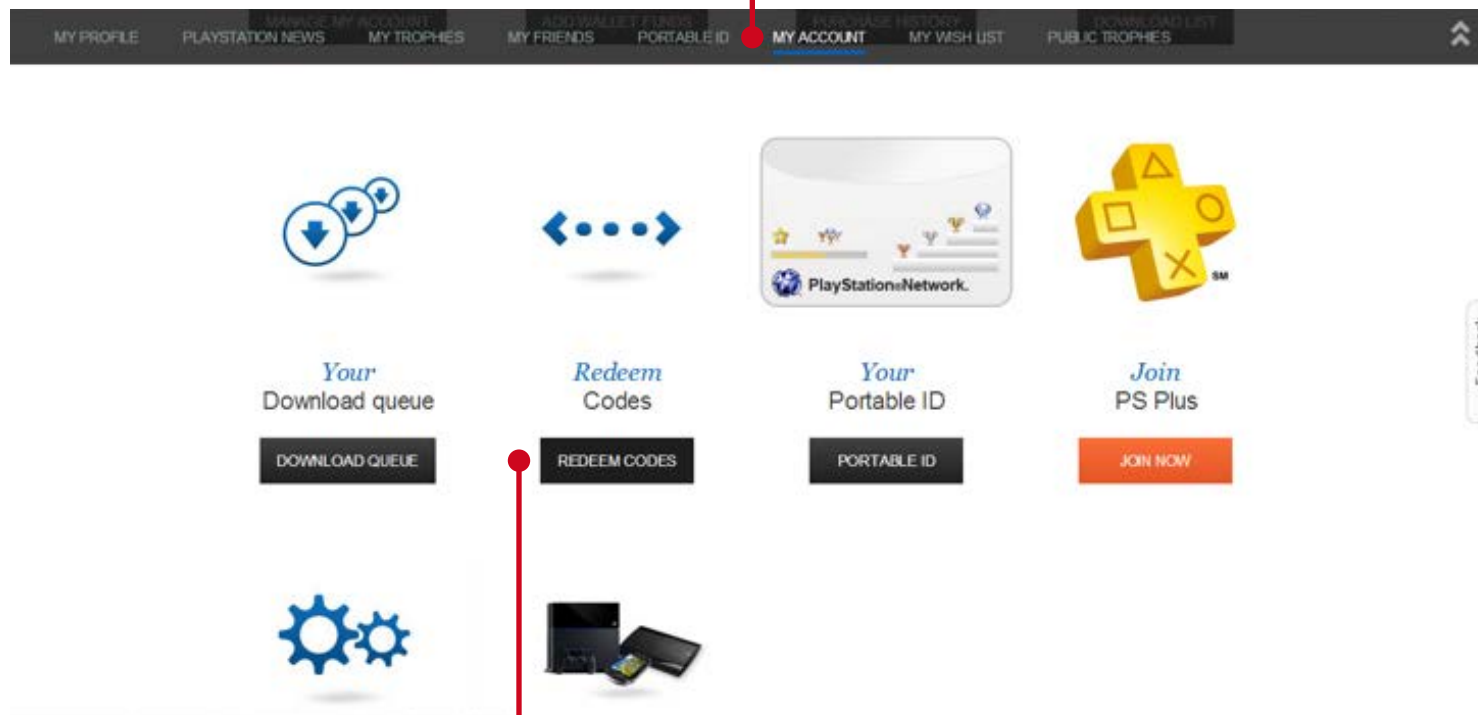 MANAGE MY ACCOUNT ADD WALLET FUNDS PURCHASE HISTORY DOWNLOAD LIST
MY PROFILE PLAYSTATION NEWS MY TROPHIES MY FRIENDS PORTABLE ID MY ACCOUNT MY WISH LIST PUBLIC TROPHIES
PlayStation®Network.
SM
Your
Download queue
DOWNLOAD QUEUE
Redeem
Codes
REDEEM CODES
Your
Portable ID
PORTABLE ID
Join
PS Plus
JOIN NOW